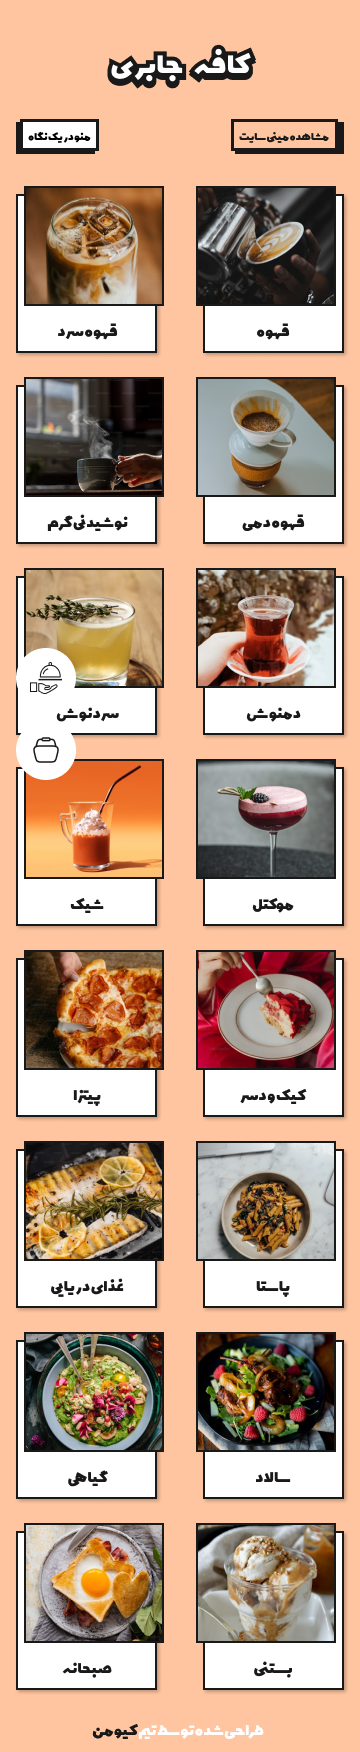 کافه جابری
مشاهده مینی سایت
منو در یک نگاه
قهوه
قهوه سرد
قهوه دمی
نوشیدنی گرم
دمنوش
سردنوش
موکتل
شیک
کیک و دسر
پیتزا
پاستا
غذای دریایی
سالاد
گیاهی
بستنی
صبحانه
طراحی شده توسط تیم کیومن